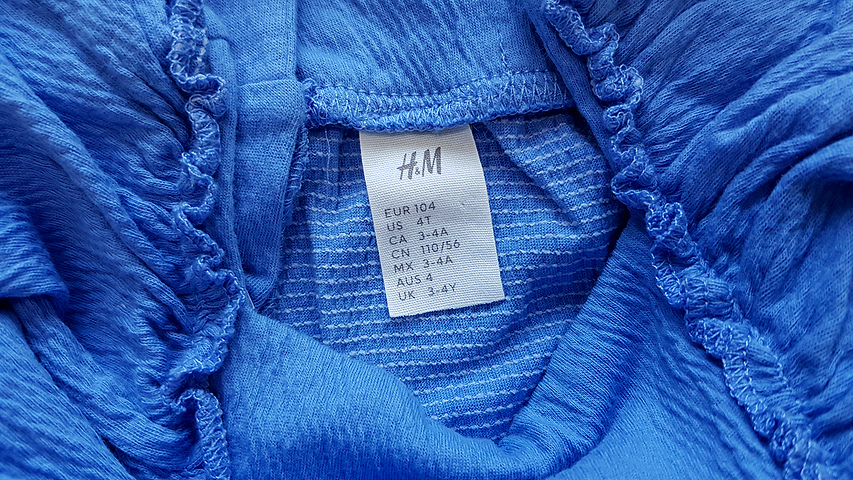 H&M
EUR 104
US 4T
CA 3-4A
CN 110/56
MX 3-4A
AUS 4
UK 3-4Y